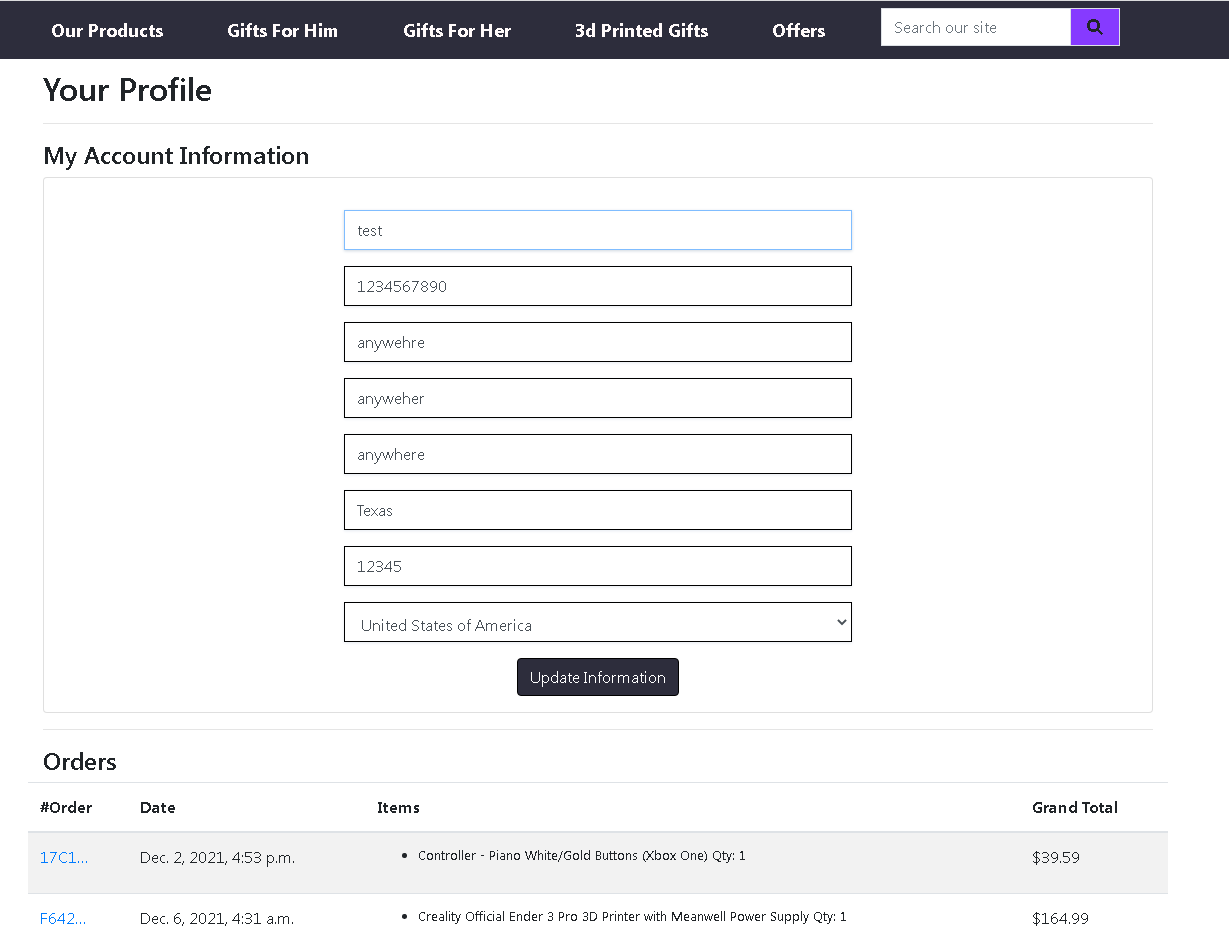 Our Products Gifts For Him Gifts For Her 3d Printed Gifts Offers Search our site
Your Profile
My Account Information
test
1234567890
anywehre
anyweher
anywhere
Texas
12345
United States of America
Update Information
Orders
#Order Date Items Grand Total
17C1... Dec. 2, 2021, 4:53 p.m. • Controller - Piano White/Gold Buttons (Xbox One) Qty: 1 $39.59
F642... Dec. 6, 2021, 4:31 a.m. • Creality Official Ender 3 Pro 3D Printer with Meanwell Power Supply Qty: 1 $164.99